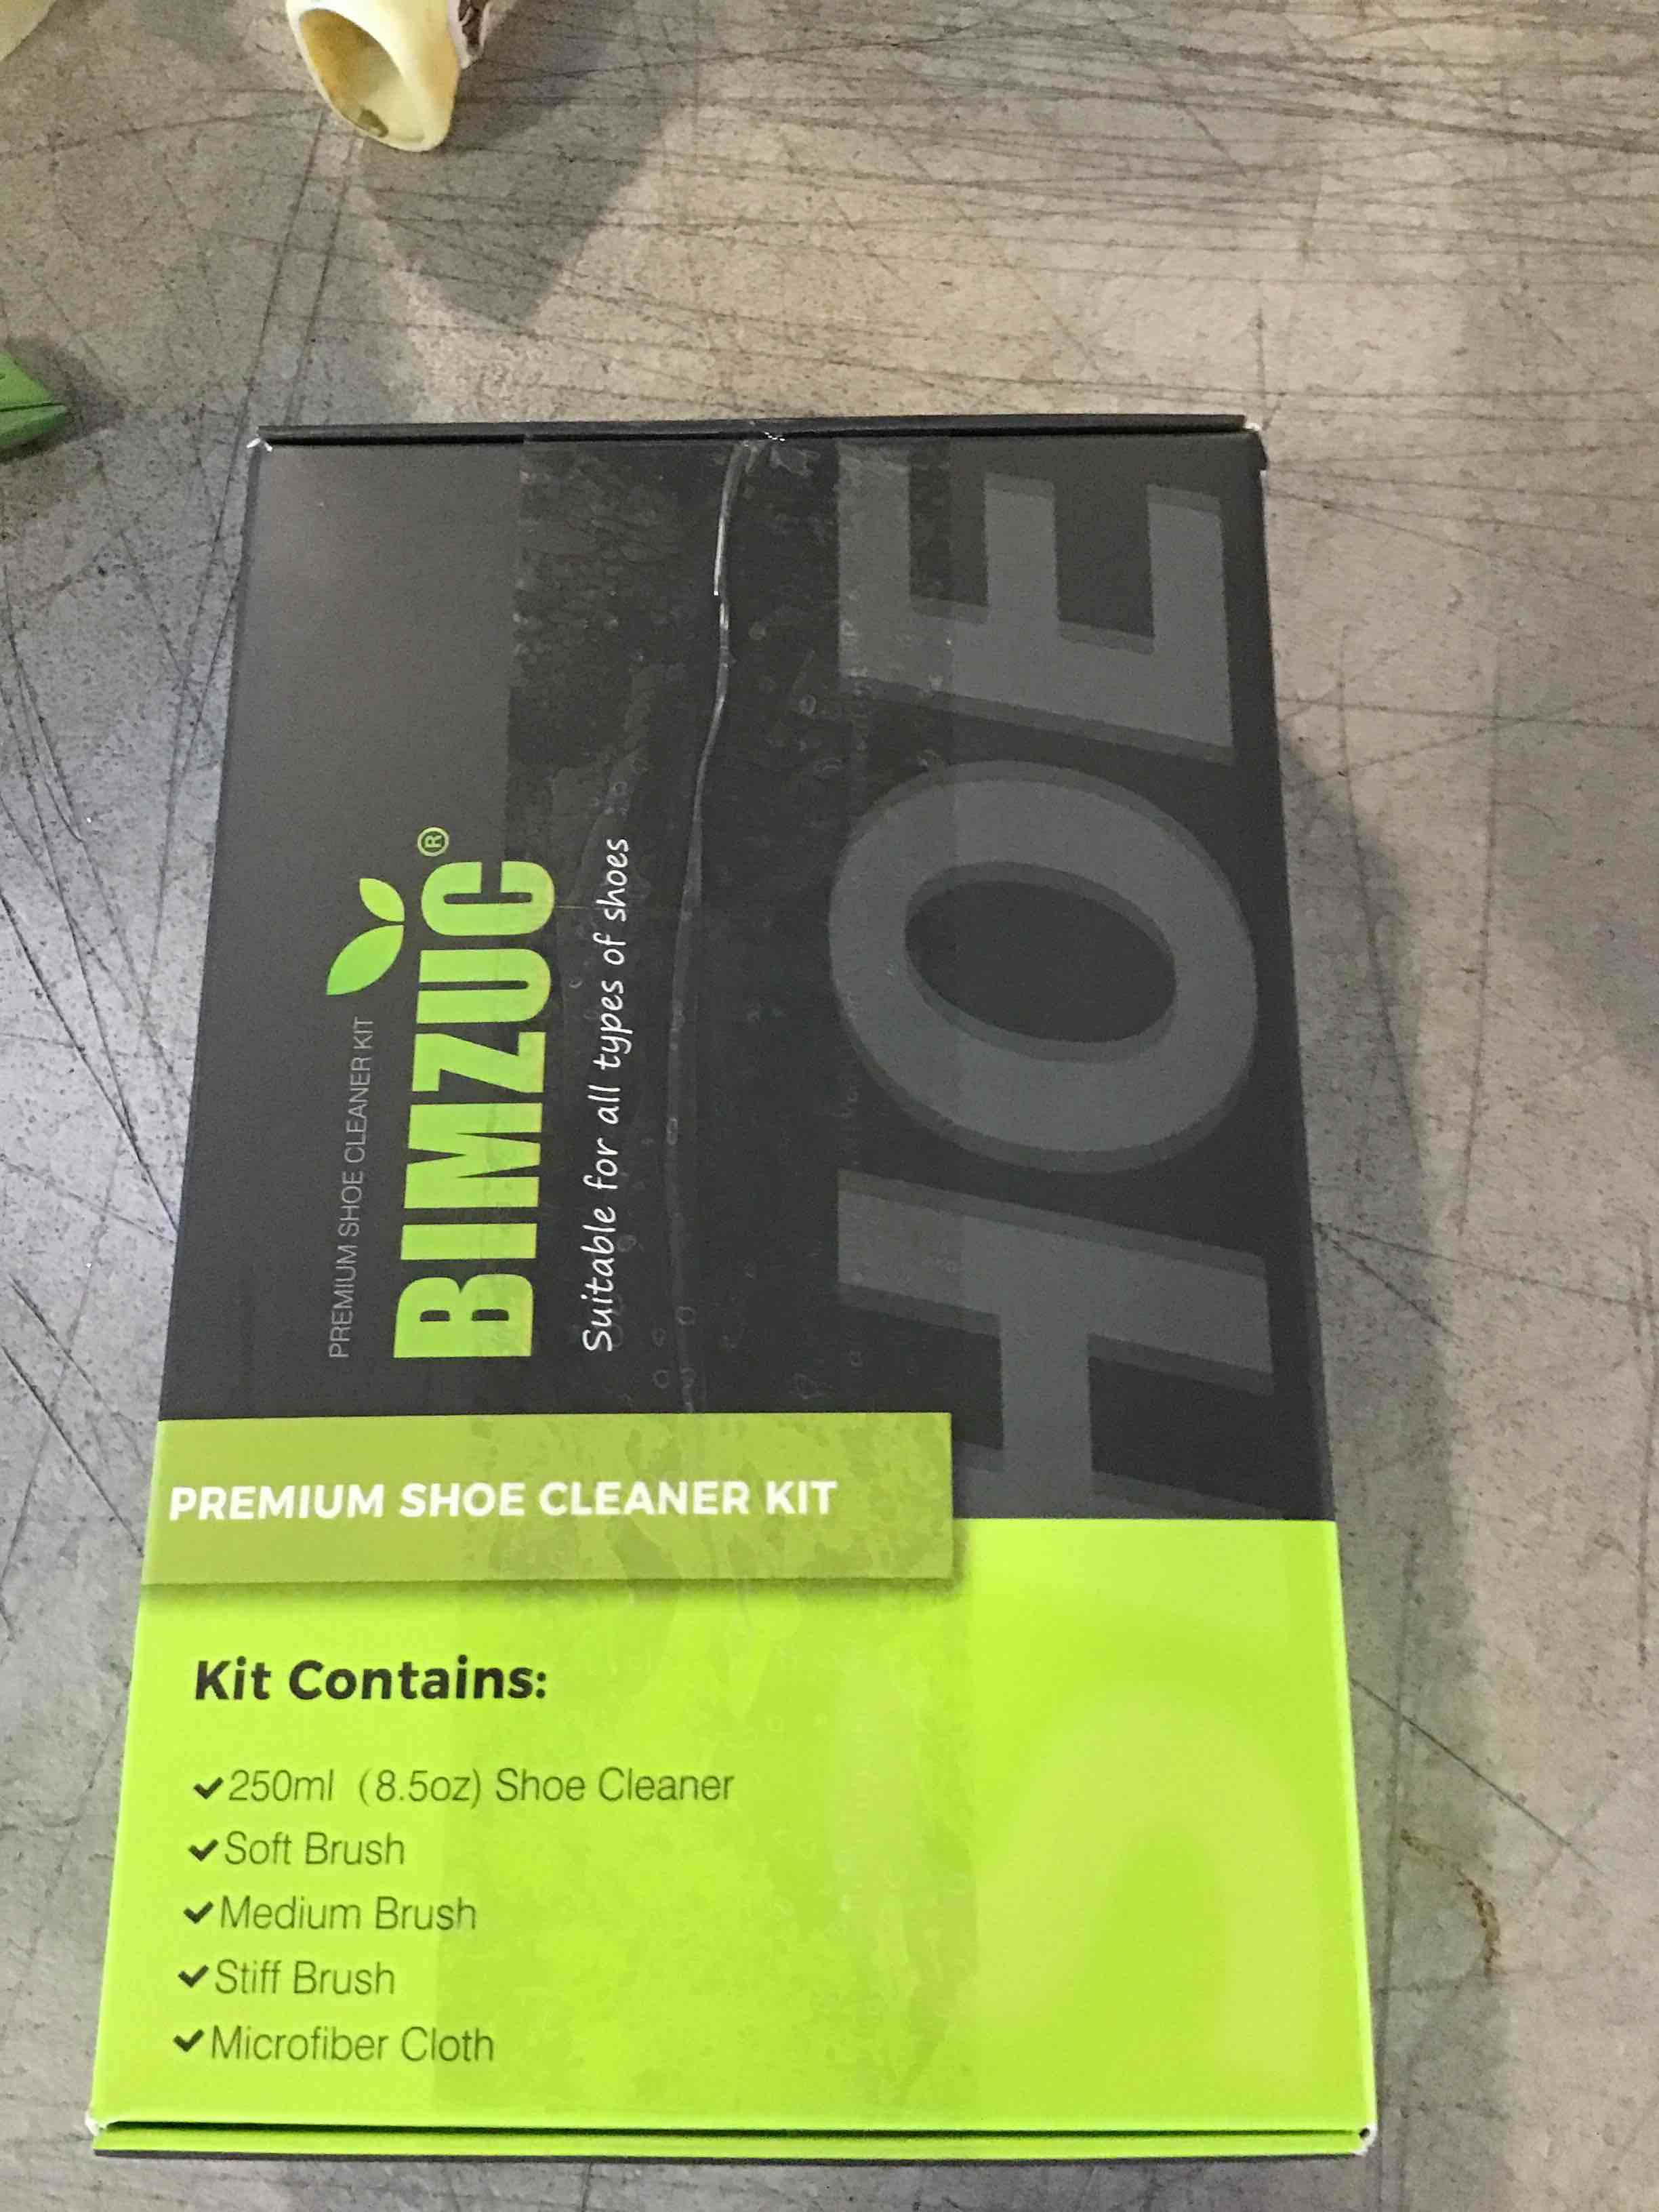 PREMIUM SHOE CLEANER KIT
BIMZUC®
Suitable for all types of shoes
HOE
PREMIUM SHOE CLEANER KIT
Kit Contains:
✔250ml (8.5oz) Shoe Cleaner
✔Soft Brush
✔Medium Brush
✔Stiff Brush
✔Microfiber Cloth